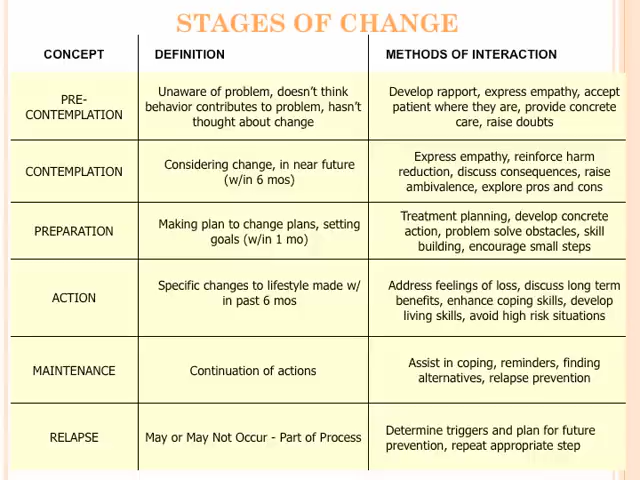 STAGES OF CHANGE
CONCEPT
DEFINITION
METHODS OF INTERACTION
PRE-
CONTEMPLATION
Unaware of problem, doesn't think
behavior contributes to problem, hasn't
thought about change
Develop rapport, express empathy, accept
patient where they are, provide concrete
care, raise doubts
CONTEMPLATION
Considering change, in near future
(w/in 6 mos)
Express empathy, reinforce harm
reduction, discuss consequences, raise
ambivalence, explore pros and cons
PREPARATION
Making plan to change plans, setting
goals (w/in 1 mo)
Treatment planning, develop concrete
action, problem solve obstacles, skill
building, encourage small steps
ACTION
Specific changes to lifestyle made w/
in past 6 mos
Address feelings of loss, discuss long term
benefits, enhance coping skills, develop
living skills, avoid high risk situations
MAINTENANCE
Continuation of actions
Assist in coping, reminders, finding
alternatives, relapse prevention
RELAPSE
May or May Not Occur - Part of Process
Determine triggers and plan for future
prevention, repeat appropriate step